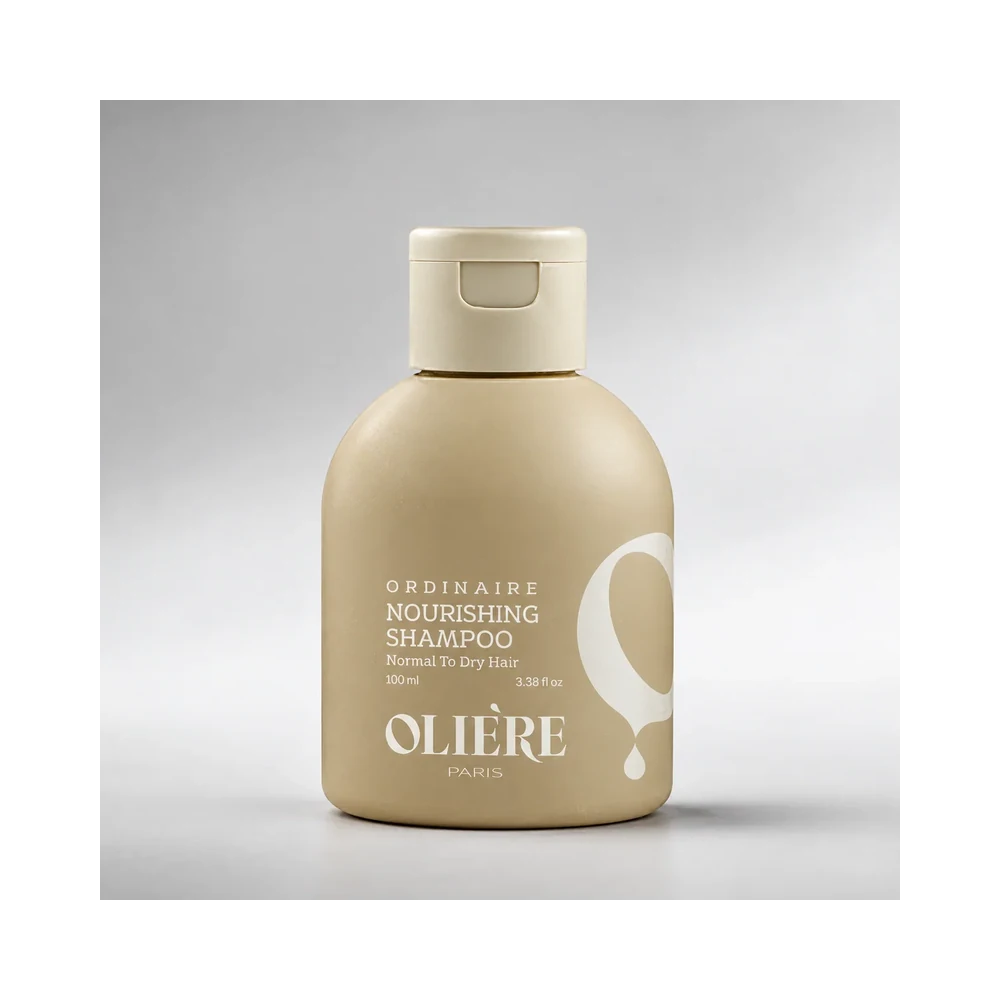 ORDINAIRE
NOURISHING
SHAMPOO
Normal To Dry Hair
100 ml 3.38 fl oz
OLIÈRE
PARIS